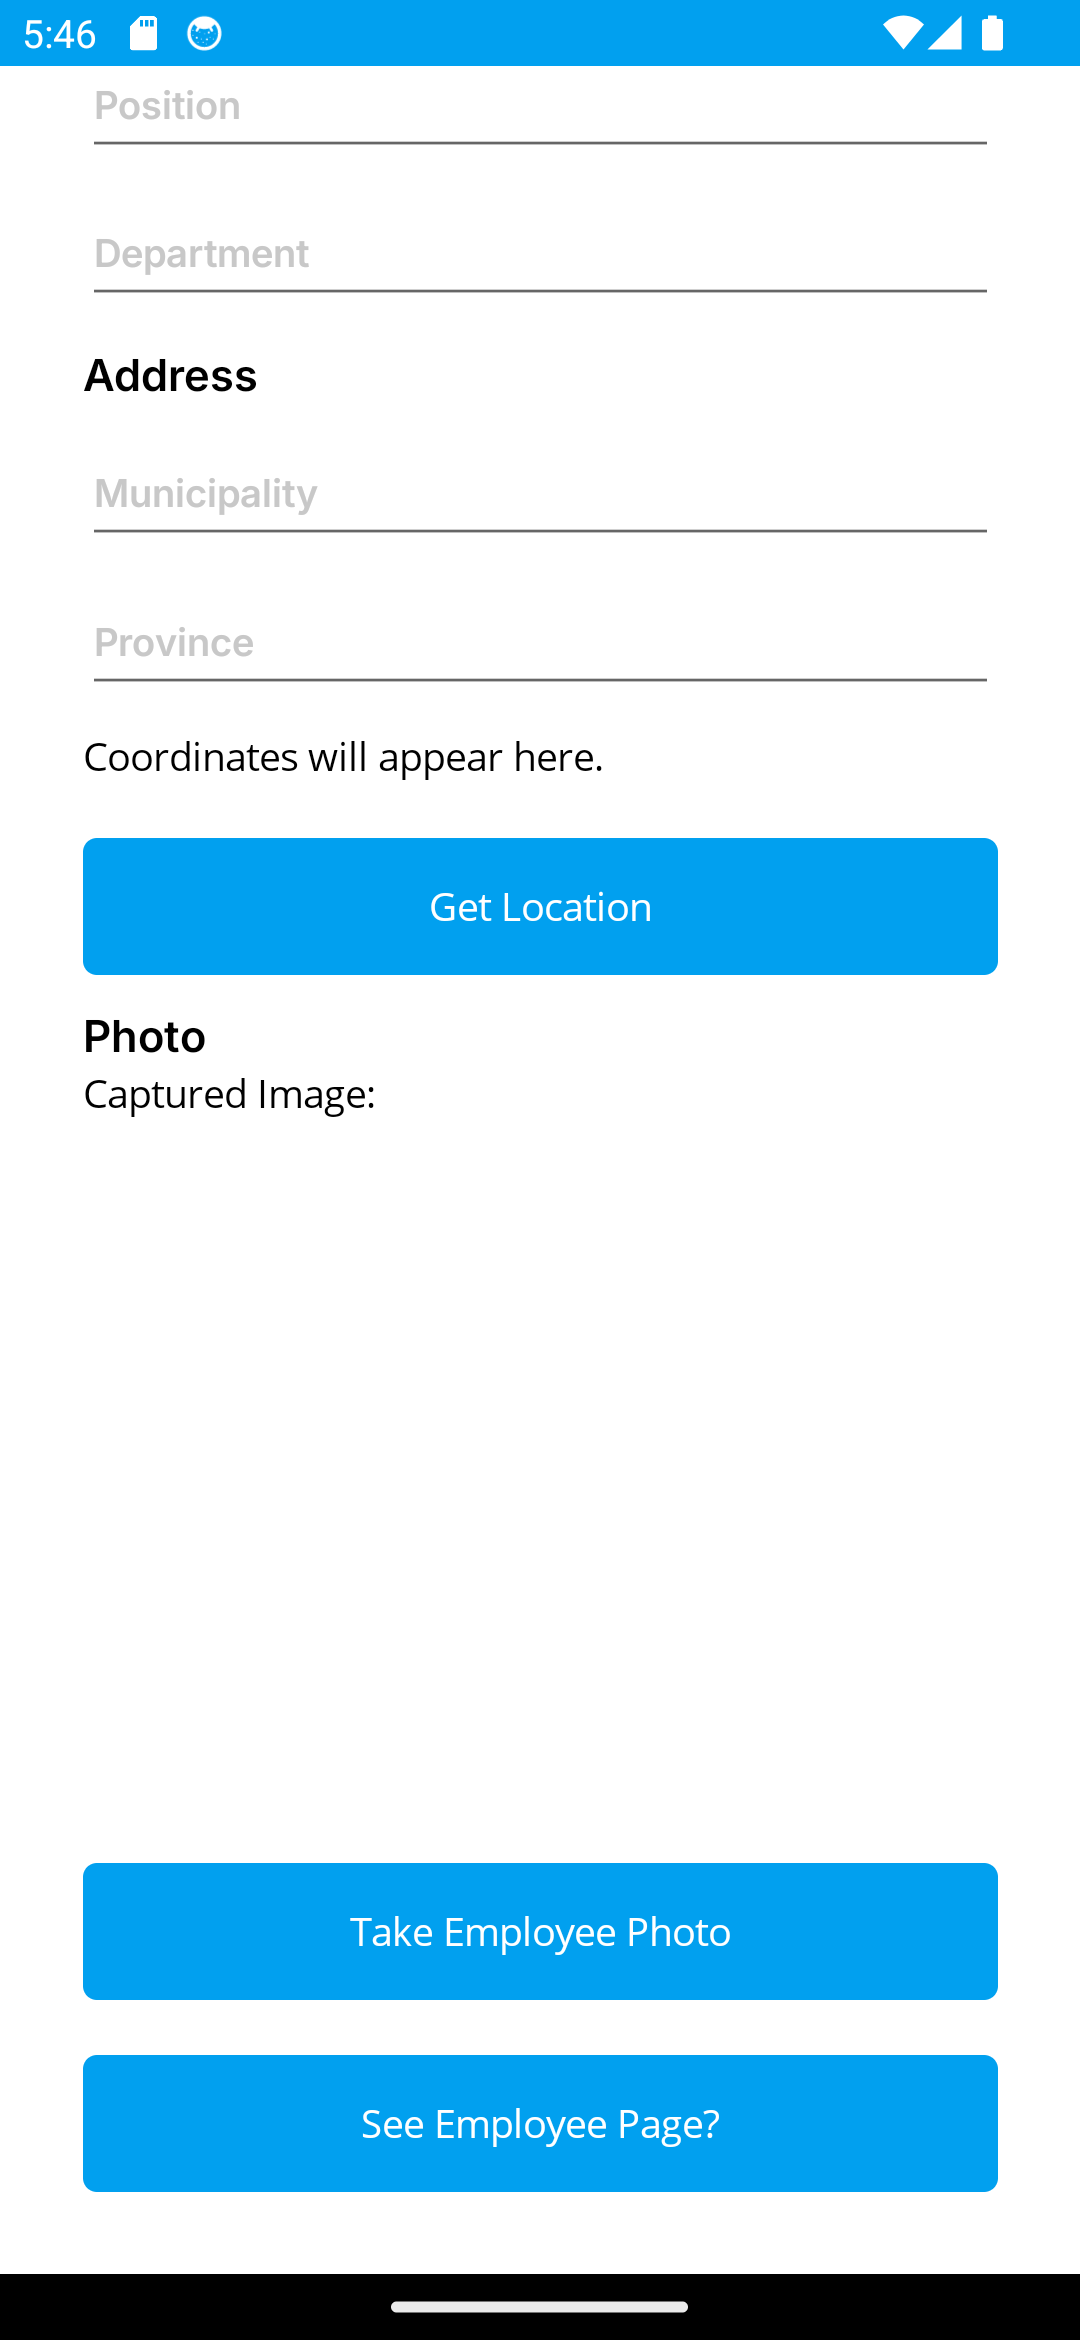 5:46
Position
Department
Address
Municipality
Province
Coordinates will appear here.
Get Location
Photo
Captured Image:
Take Employee Photo
See Employee Page?